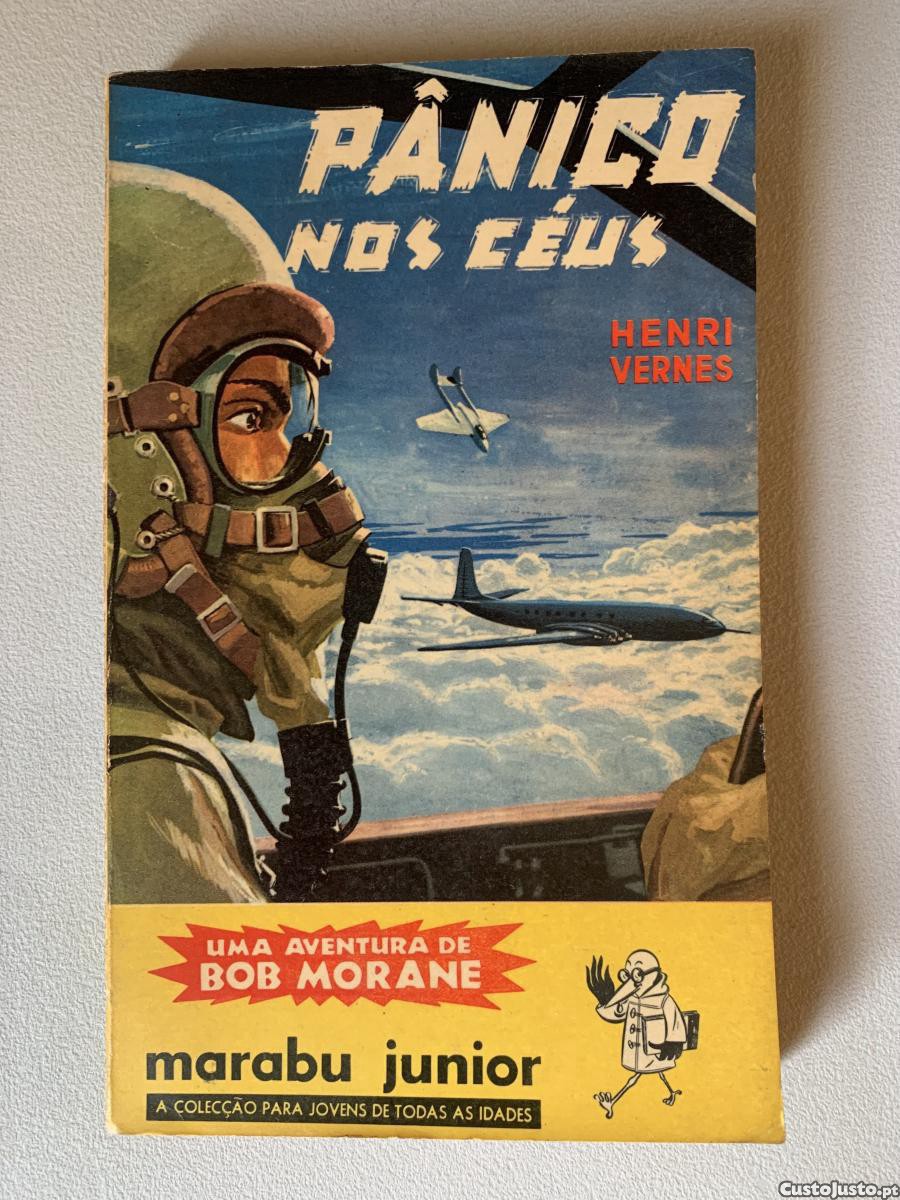 PÂNICO
NOS CÉUS
HENRI
VERNES
UMA AVENTURA DE
BOB MORANE
marabu junior
A COLECÇÃO PARA JOVENS DE TODAS AS IDADES
CustoJusto.pt